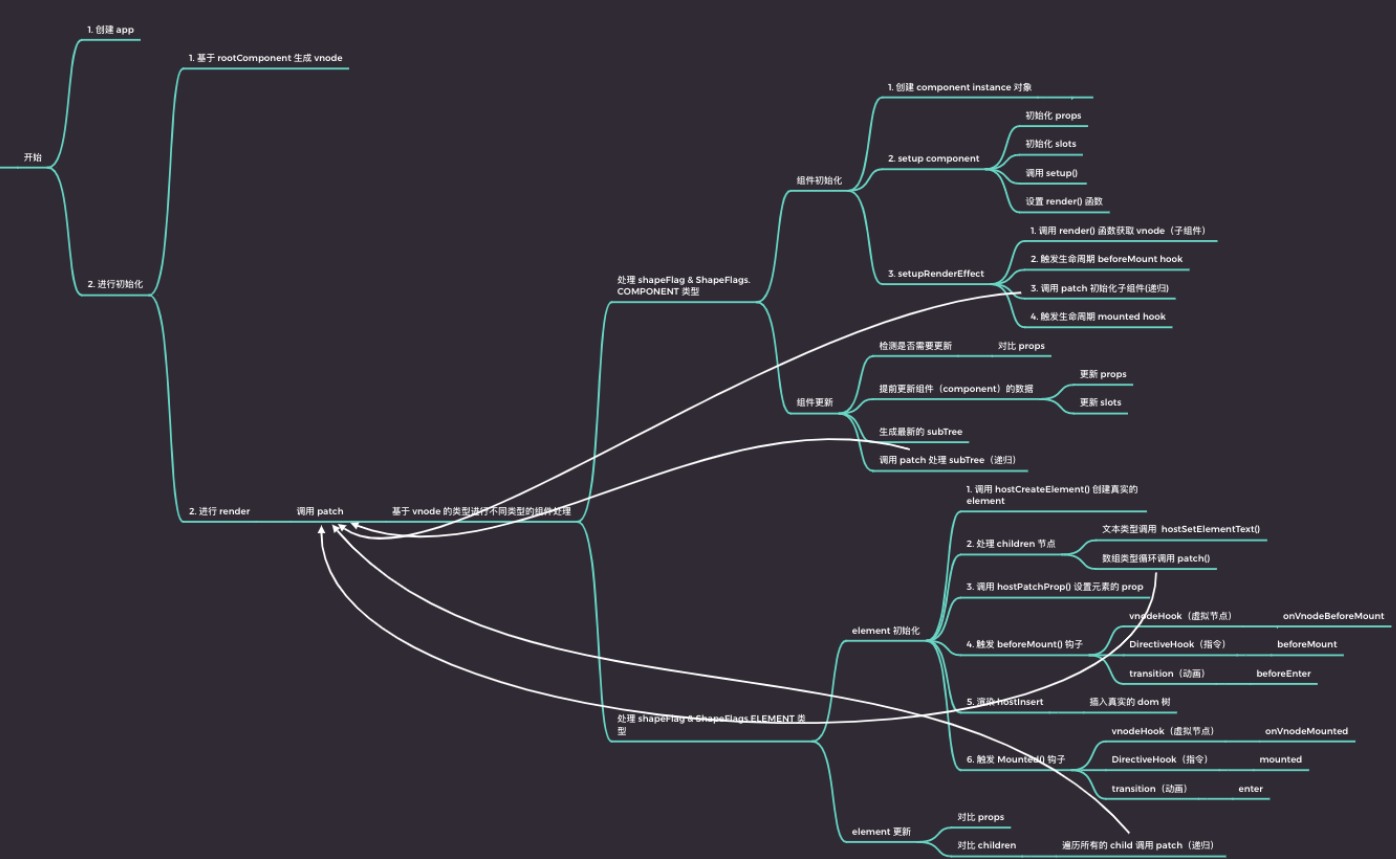 开始
1. 创建 app
2. 进行初始化
1. 基于 rootComponent 生成 vnode
2. 进行 render
调用 patch
基于 vnode 的类型进行不同类型的组件处理
处理 shapeFlag & ShapeFlags.
COMPONENT 类型
组件初始化
1. 创建 component instance 对象
2. setup component
初始化 props
初始化 slots
调用 setup()
设置 render() 函数
3. setupRenderEffect
1. 调用 render() 函数获取 vnode（子组件）
2. 触发生命周期 beforeMount hook
3. 调用 patch 初始化子组件(递归)
4. 触发生命周期 mounted hook
组件更新
检测是否需要更新
对比 props
提前更新组件（component）的数据
更新 props
更新 slots
生成最新的 subTree
调用 patch 处理 subTree（递归）
处理 shapeFlag & ShapeFlags.ELEMENT 类
型
element 初始化
1. 调用 hostCreateElement() 创建真实的
element
2. 处理 children 节点
文本类型调用 hostSetElementText()
数组类型循环调用 patch()
3. 调用 hostPatchProp() 设置元素的 prop
4. 触发 beforeMount() 钩子
vnodeHook（虚拟节点）
onVnodeBeforeMount
DirectiveHook（指令）
beforeMount
transition（动画）
beforeEnter
5. 渲染 hostInsert
插入真实的 dom 树
6. 触发 Mounted() 钩子
vnodeHook（虚拟节点）
onVnodeMounted
DirectiveHook（指令）
mounted
transition（动画）
enter
element 更新
对比 props
对比 children
遍历所有的 child 调用 patch（递归）